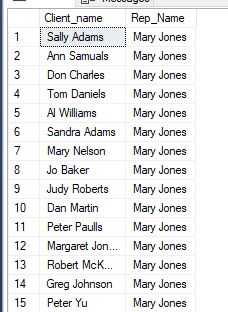 Messages
Client_name Rep_Name
1 Sally Adams Mary Jones
2 Ann Samuals Mary Jones
3 Don Charles Mary Jones
4 Tom Daniels Mary Jones
5 Al Williams Mary Jones
6 Sandra Adams Mary Jones
7 Mary Nelson Mary Jones
8 Jo Baker Mary Jones
9 Judy Roberts Mary Jones
10 Dan Martin Mary Jones
11 Peter Paulls Mary Jones
12 Margaret Jon... Mary Jones
13 Robert McK... Mary Jones
14 Greg Johnson Mary Jones
15 Peter Yu Mary Jones